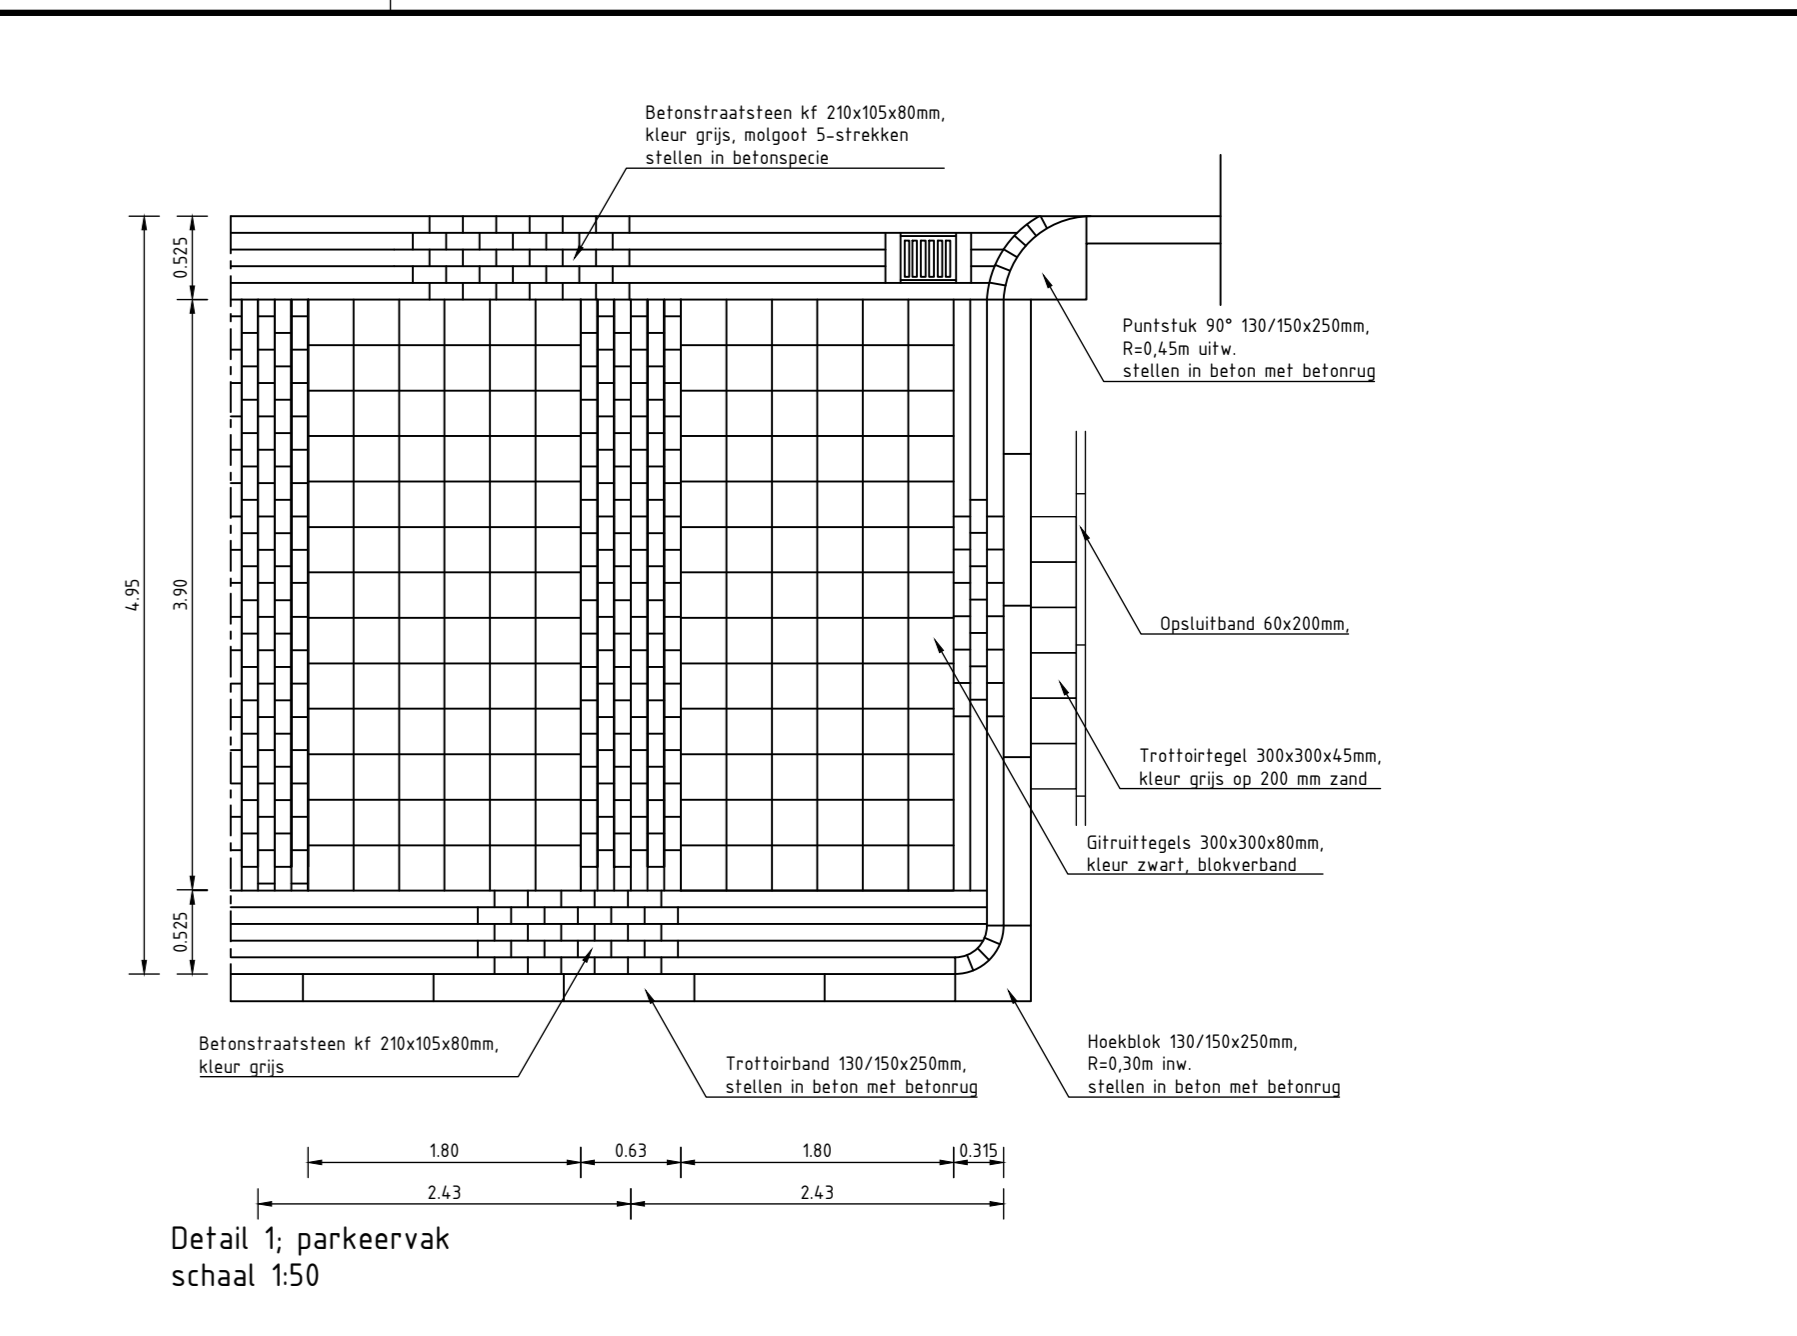 Betonstraatsteen kf 210x105x80mm,
kleur grijs, molgoot 5-strekken
stellen in betonspecie
0.525
4.95
3.90
0.525
Puntstuk 90° 130/150x250mm,
R=0,45m uitw.
stellen in beton met betonrug
Opsluitband 60x200mm,
Trottoirtegel 300x300x45mm,
kleur grijs op 200 mm zand
Gitruittegels 300x300x80mm,
kleur zwart, blokverband
Betonstraatsteen kf 210x105x80mm,
kleur grijs
Trottoirband 130/150x250mm,
stellen in beton met betonrug
Hoekblok 130/150x250mm,
R=0,30m inw.
stellen in beton met betonrug
1.80 0.63 1.80 0.315
2.43 2.43
Detail 1; parkeervak
schaal 1:50